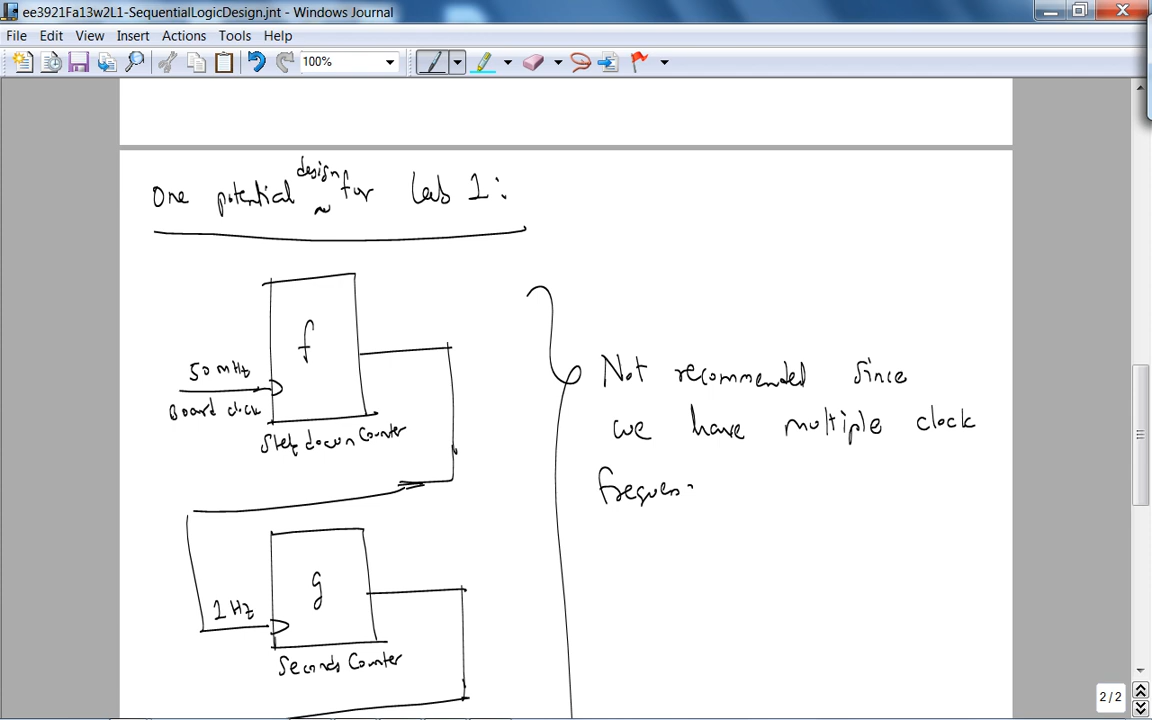 ee3921Fa13w2L1-SequentialLogicDesign.jnt - Windows Journal
File Edit View Insert Actions Tools Help
100%
design
One potential for Lab 1:
f
50 MHz
Board clock
Step down Counter
Not recommended since
we have multiple clock
frequen
g
1 Hz
Seconds Counter
2/2